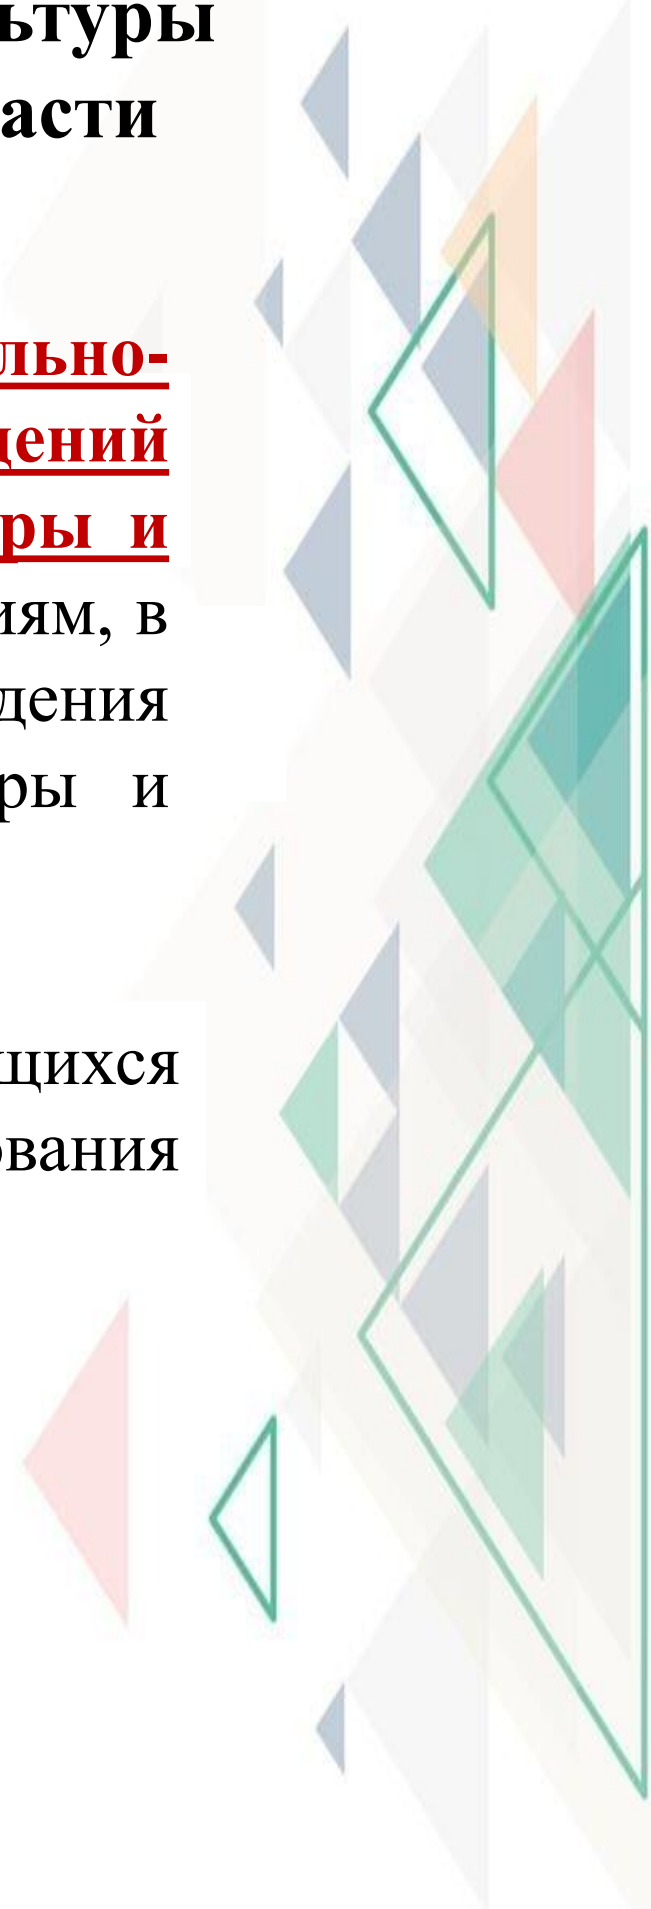 ьтуры
асти
льно-
дений
ры и
иям, в
дения
ры и
щихся
ования